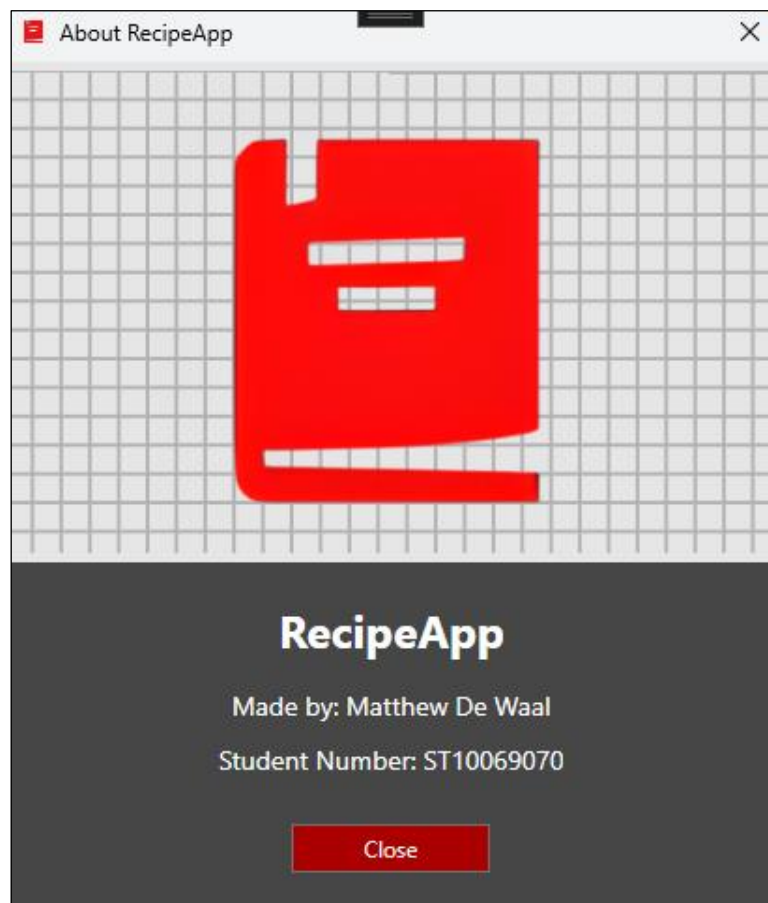 About RecipeApp
RecipeApp
Made by: Matthew De Waal
Student Number: ST10069070
Close